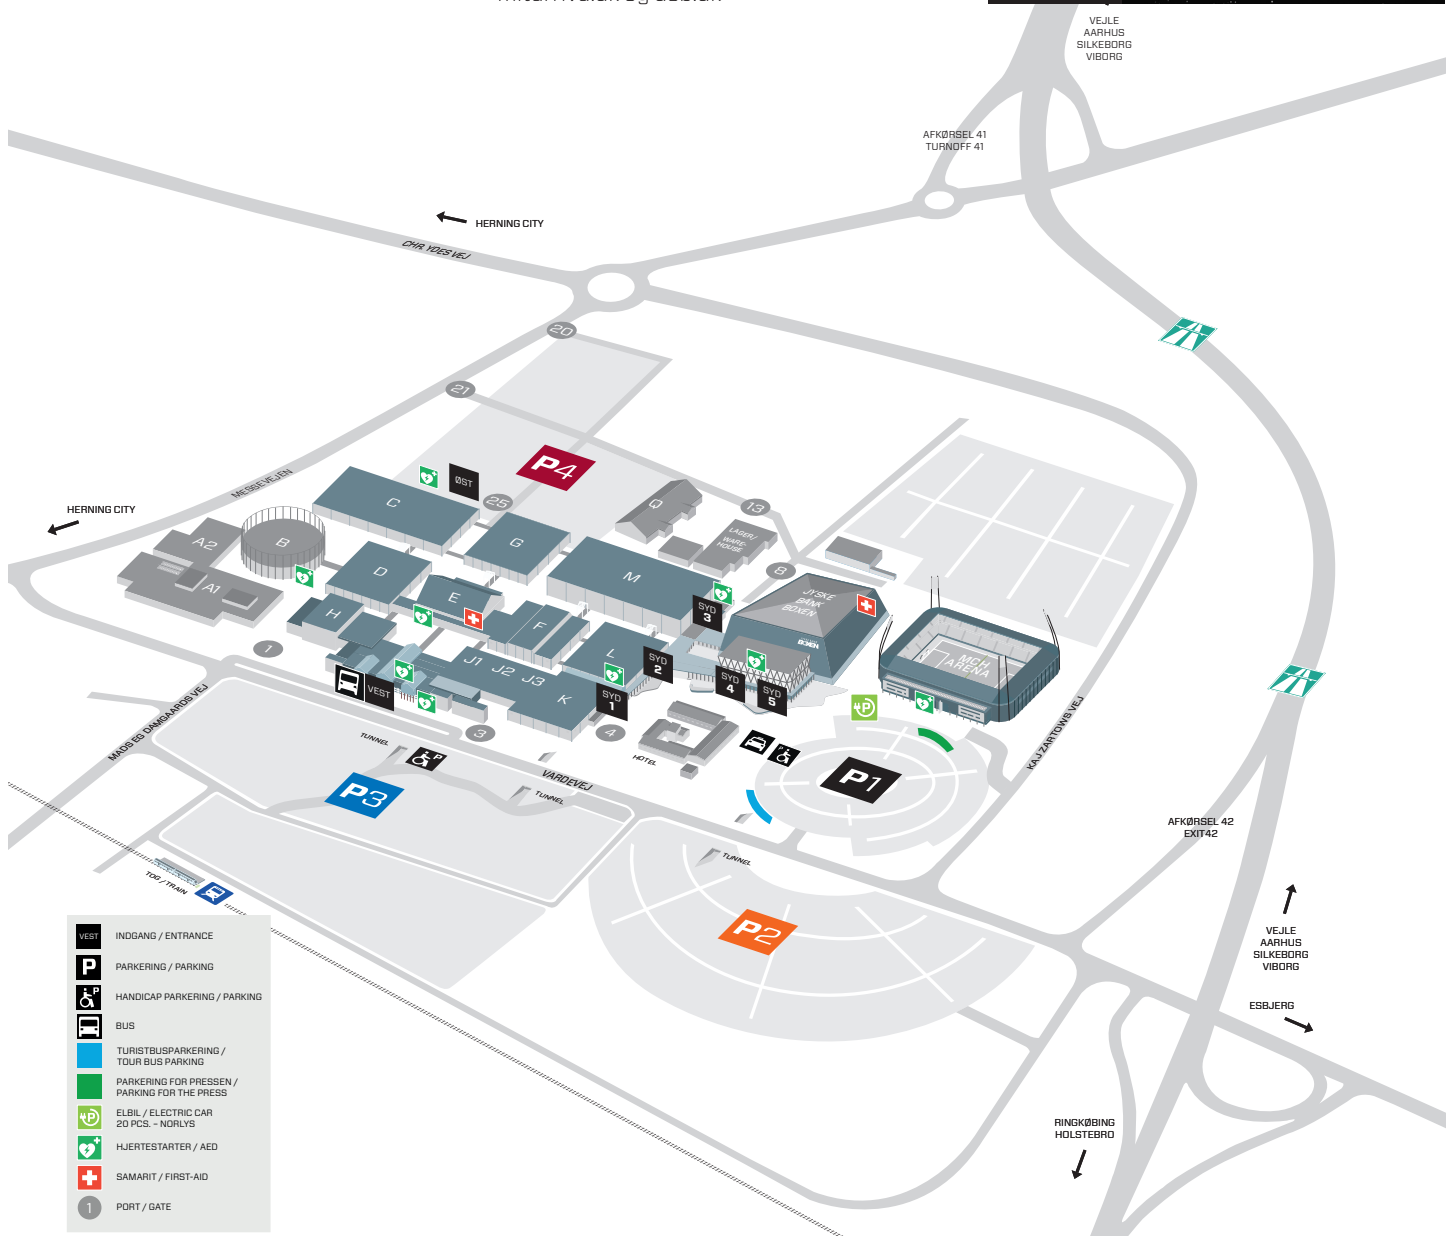 VEJLE
AARHUS
SILKEBORG
VIBORG
AFKØRSEL 41
TURNOFF 41
HERNING CITY
CHR YDES VEJ
20
21
P4
MESSEVEJEN
HERNING CITY
ØST
25
C
Q
13
LAGER/
WARE-
HOUSE
A2
B
G
8
A1
D
M
JYSKE
BANK
BOXEN
BOXEN
E
H
F
SYD
3
MCH
ARENA
1
J1
J2
J3
L
SYD
2
VEST
K
SYD
1
SYD
4
SYD
5
3
4
MADS EG DAMGAARDS VEJ
KAJ ZARTOWS VEJ
TUNNEL
P
HOTEL
P
P
P1
P3
VARDEVEJ
TUNNEL
TUNNEL
AFKØRSEL 42
EXIT42
TOG / TRAIN
P2
VEJLE
AARHUS
SILKEBORG
VIBORG
ESBJERG
RINGKØBING
HOLSTEBRO
VEST INDGANG / ENTRANCE
P PARKERING / PARKING
P HANDICAP PARKERING / PARKING
BUS
TURISTBUSPARKERING /
TOUR BUS PARKING
PARKERING FOR PRESSEN /
PARKING FOR THE PRESS
P ELBIL / ELECTRIC CAR
20 PCS. - NORLYS
HJERTESTARTER / AED
SAMARIT / FIRST-AID
1 PORT / GATE